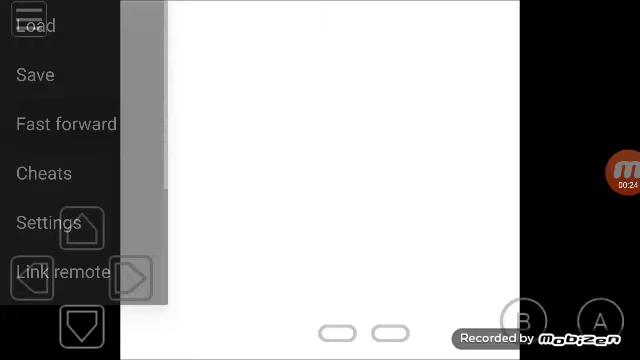 Load
Save
Fast forward
Cheats
Settings
Link remote
00:24
B
A
Recorded by MOBIZEN